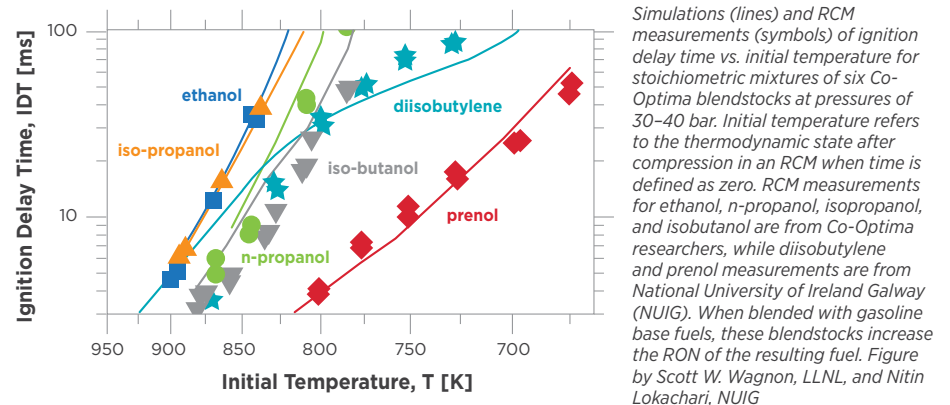 100
10
Ignition Delay Time, IDT [ms]
ethanol
iso-propanol
diisobutylene
iso-butanol
prenol
n-propanol
950 900 850 800 750 700
Initial Temperature, T [K]
Simulations (lines) and RCM
measurements (symbols) of ignition
delay time vs. initial temperature for
stoichiometric mixtures of six Co-
Optima blendstocks at pressures of
30–40 bar. Initial temperature refers
to the thermodynamic state after
compression in an RCM when time is
defined as zero. RCM measurements
for ethanol, n-propanol, isopropanol,
and isobutanol are from Co-Optima
researchers, while diisobutylene
and prenol measurements are from
National University of Ireland Galway
(NUIG). When blended with gasoline
base fuels, these blendstocks increase
the RON of the resulting fuel. Figure
by Scott W. Wagnon, LLNL, and Nitin
Lokachari, NUIG